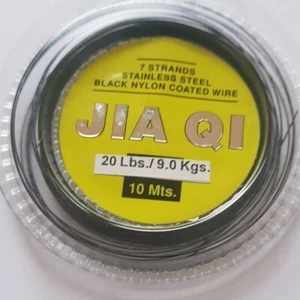 7 STRANDS
STAINLESS STEEL
BLACK NYLON COATED WIRE
JIA QI
20 Lbs./ 9.0 Kgs.
10 Mts.